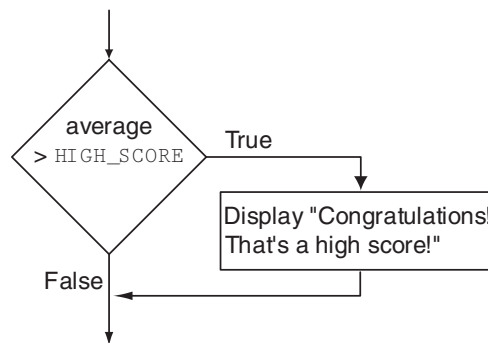 average
> HIGH_SCORE
True
Display "Congratulations!
That's a high score!"
False